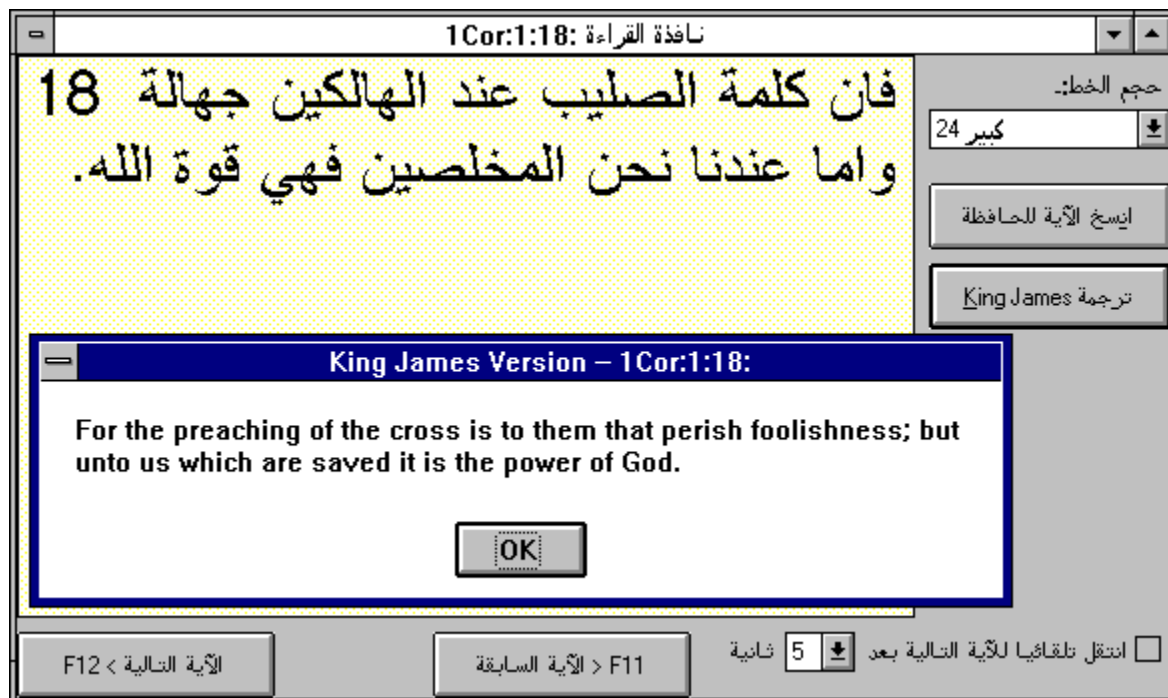 نافذة القراءة :1Cor:1:18
فان كلمة الصليب عند الهالكين جهالة 18
واما عندنا نحن المخلصين فهي قوة الله.
حجم الخط:ـ
كبير 24
انسخ الآية للحافظة
ترجمة King James
King James Version – 1Cor:1:18:
For the preaching of the cross is to them that perish foolishness; but
unto us which are saved it is the power of God.
OK
انتقل تلقائيا للآية التالية بعد 5 ثانية
F11 < الآية السابقة
الآية التالية > F12